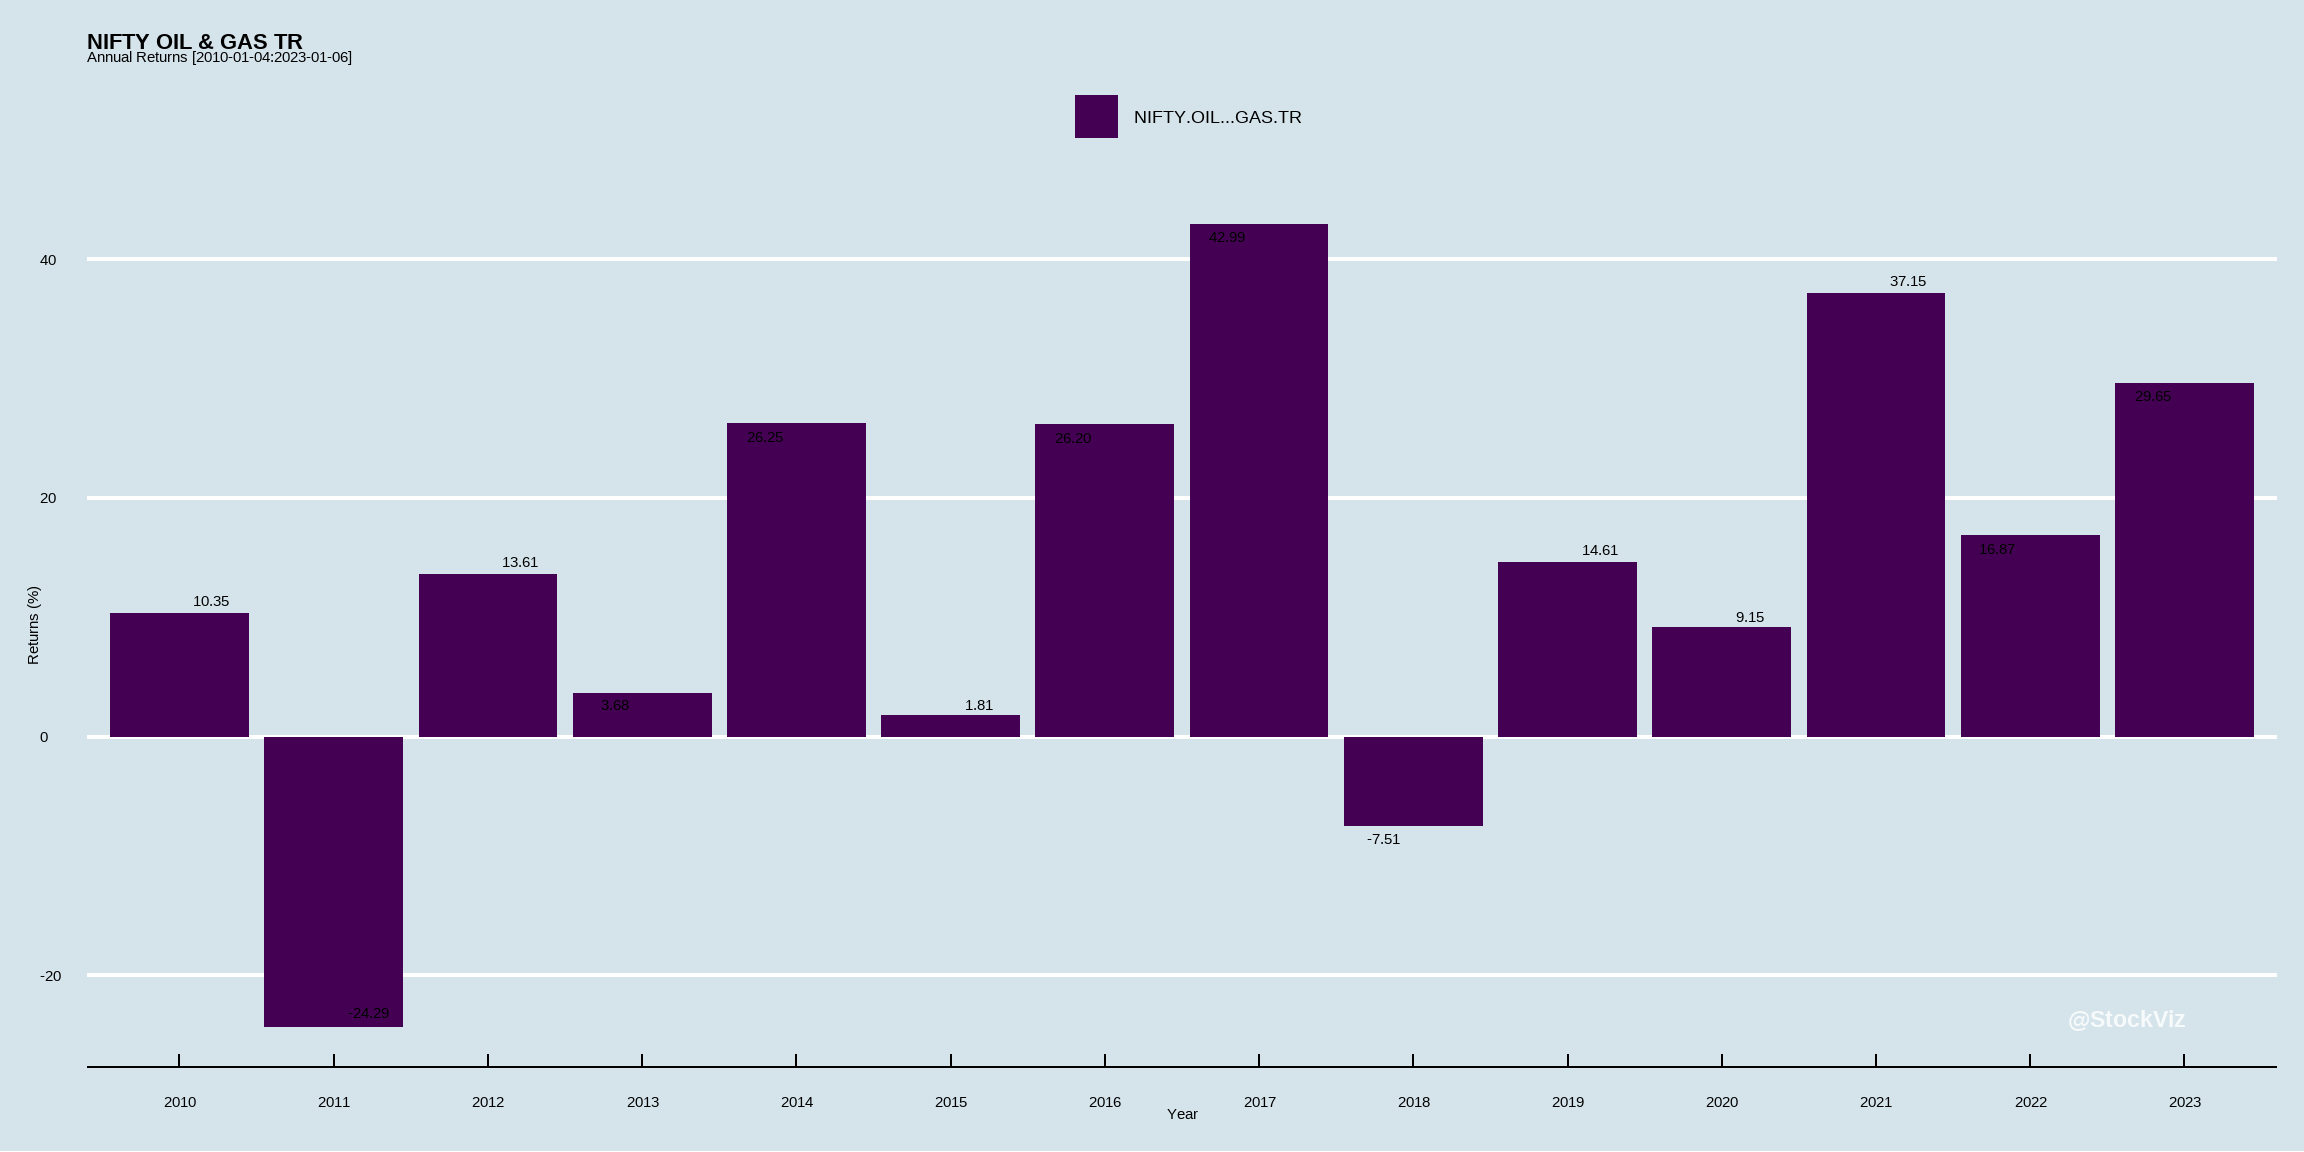 NIFTY OIL & GAS TR
Annual Returns [2010-01-04:2023-01-06]
NIFTY.OIL...GAS.TR
42.99
40
37.15
29.65
26.25
26.20
20
16.87
14.61
13.61
10.35
9.15
3.68
1.81
Returns (%)
0
-7.51
-20
-24.29
@StockViz
2010 2011 2012 2013 2014 2015 2016 2017 2018 2019 2020 2021 2022 2023
Year